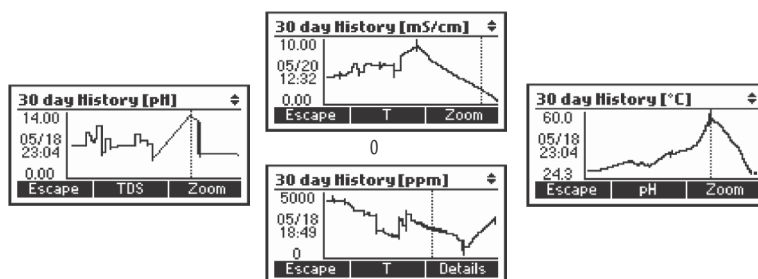 30 day History [pH]
14.00
05/18
23:04
0.00
Escape TDS Zoom
30 day History [mS/cm]
10.00
05/20
12:32
0.00
Escape T Zoom
0
30 day History [ppm]
5000
05/18
18:49
0
Escape T Details
30 day History [°C]
60.0
05/18
23:04
24.3
Escape pH Zoom